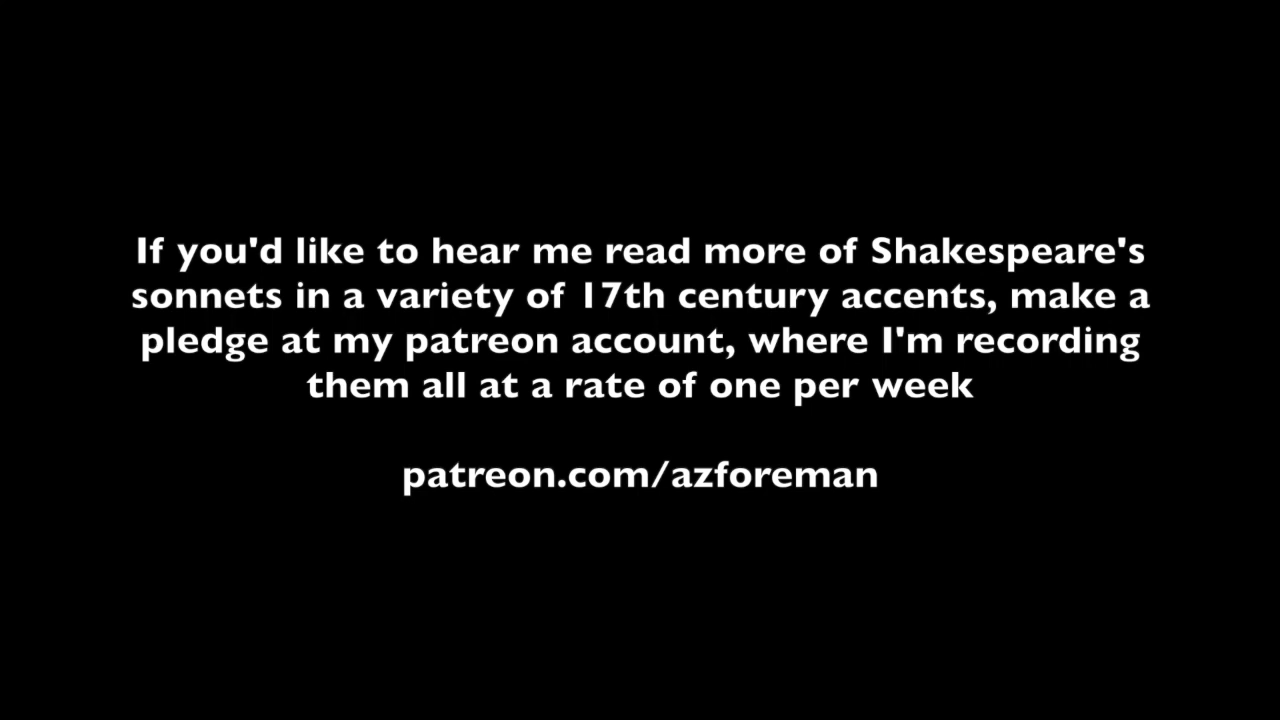 If you'd like to hear me read more of Shakespeare's
sonnets in a variety of 17th century accents, make a
pledge at my patreon account, where I'm recording
them all at a rate of one per week
patreon.com/azforeman